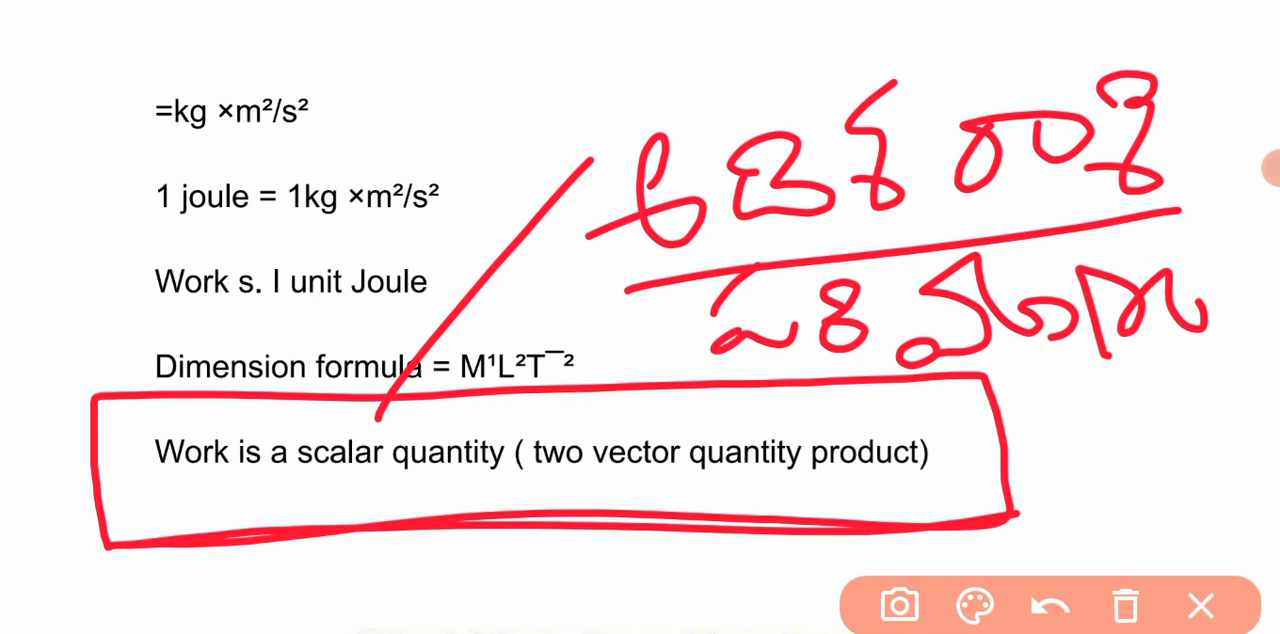 =kg ×m²/s²
1 joule = 1kg ×m²/s²
Work s. I unit Joule
Dimension formula = M¹L²T¯²
Work is a scalar quantity ( two vector quantity product)